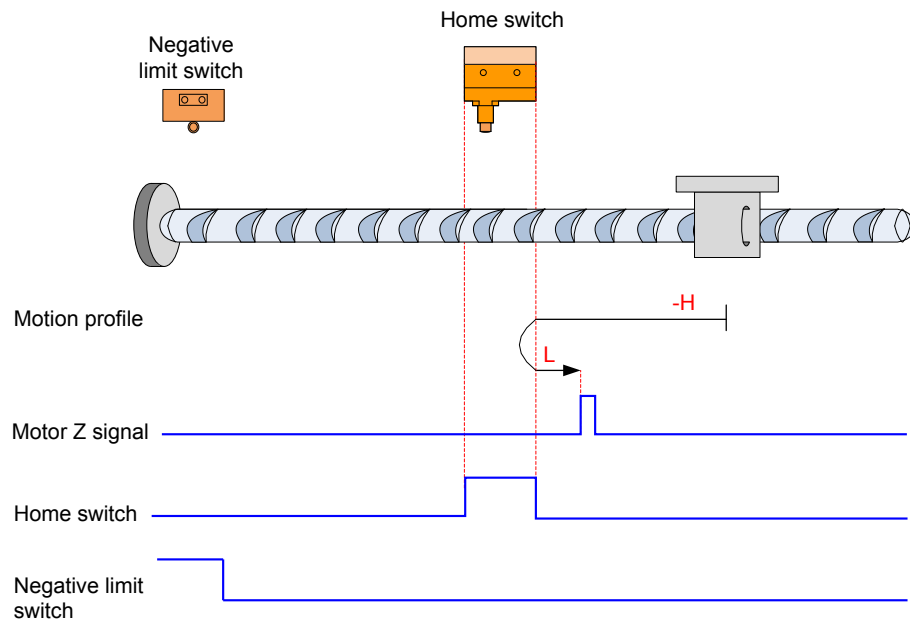 Home switch
Negative
limit switch
Motion profile
-H
L
Motor Z signal
Home switch
Negative limit
switch